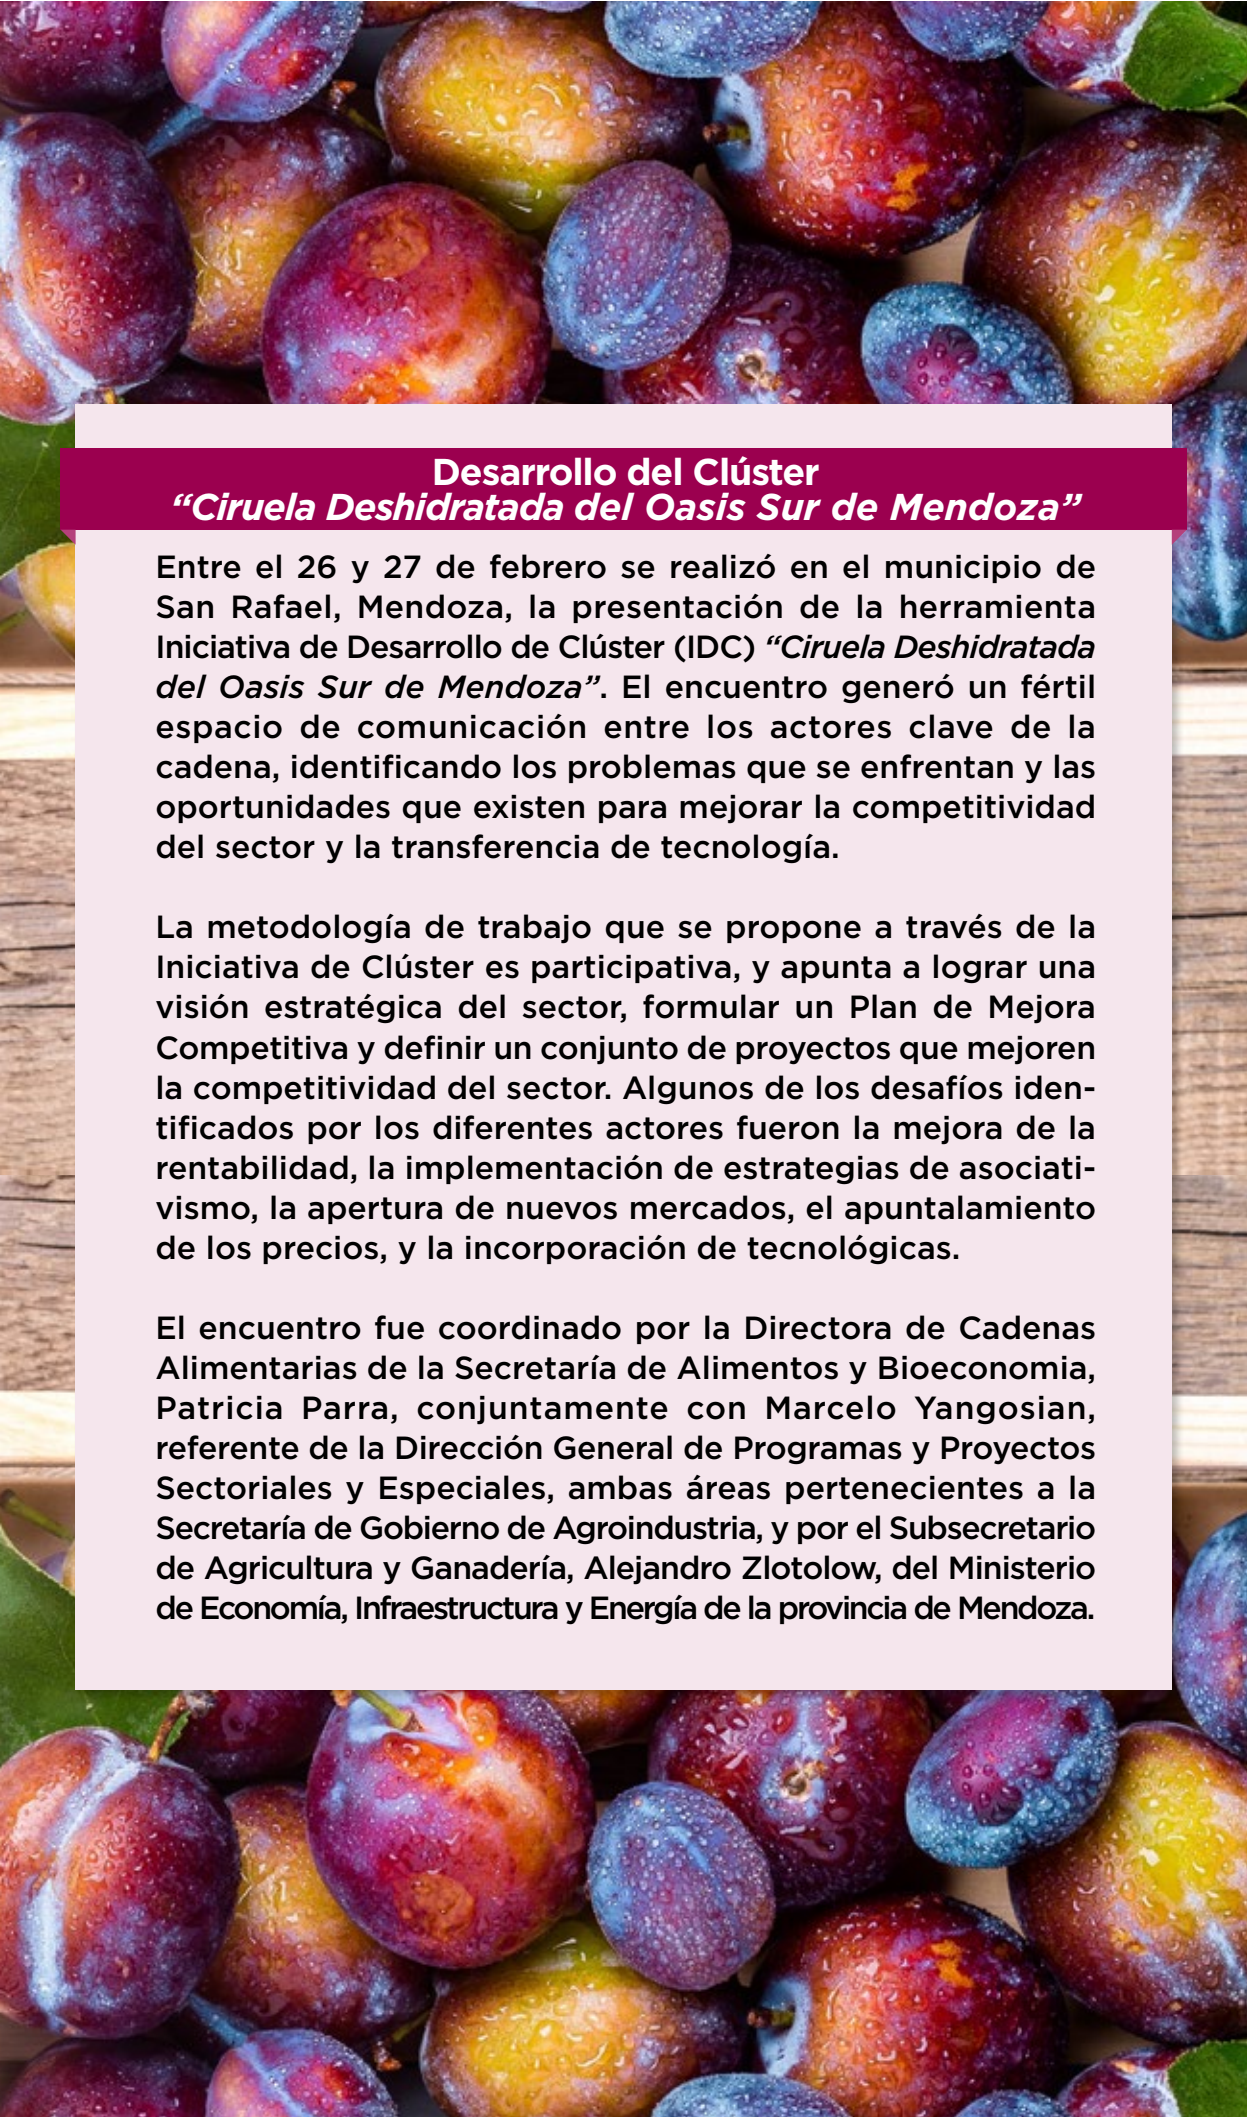 Desarrollo del Clúster
“Ciruela Deshidratada del Oasis Sur de Mendoza”
Entre el 26 y 27 de febrero se realizó en el municipio de
San Rafael, Mendoza, la presentación de la herramienta
Iniciativa de Desarrollo de Clúster (IDC) “Ciruela Deshidratada
del Oasis Sur de Mendoza”. El encuentro generó un fértil
espacio de comunicación entre los actores clave de la
cadena, identificando los problemas que se enfrentan y las
oportunidades que existen para mejorar la competitividad
del sector y la transferencia de tecnología.
La metodología de trabajo que se propone a través de la
Iniciativa de Clúster es participativa, y apunta a lograr una
visión estratégica del sector, formular un Plan de Mejora
Competitiva y definir un conjunto de proyectos que mejoren
la competitividad del sector. Algunos de los desafíos iden-
tificados por los diferentes actores fueron la mejora de la
rentabilidad, la implementación de estrategias de asociati-
vismo, la apertura de nuevos mercados, el apuntalamiento
de los precios, y la incorporación de tecnológicas.
El encuentro fue coordinado por la Directora de Cadenas
Alimentarias de la Secretaría de Alimentos y Bioeconomia,
Patricia Parra, conjuntamente con Marcelo Yangosian,
referente de la Dirección General de Programas y Proyectos
Sectoriales y Especiales, ambas áreas pertenecientes a la
Secretaría de Gobierno de Agroindustria, y por el Subsecretario
de Agricultura y Ganadería, Alejandro Zlotolow, del Ministerio
de Economía, Infraestructura y Energía de la provincia de Mendoza.